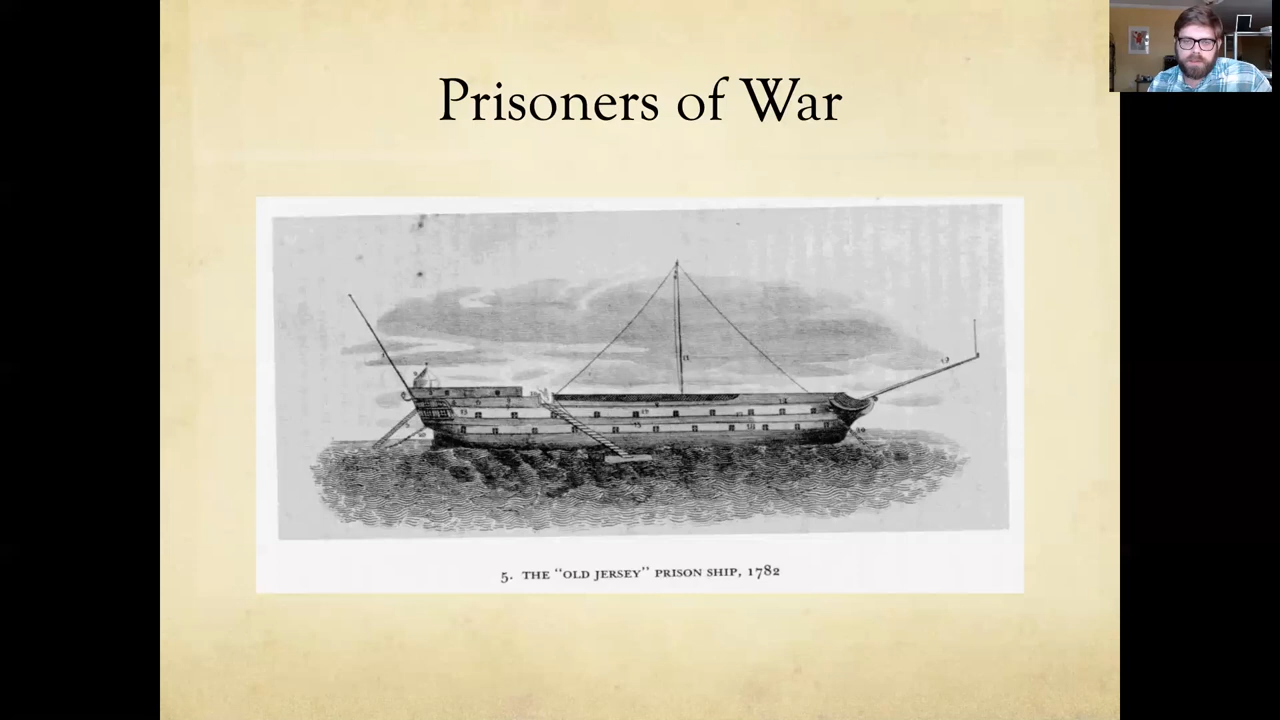 Prisoners of War
5. THE "OLD JERSEY" PRISON SHIP, 1782